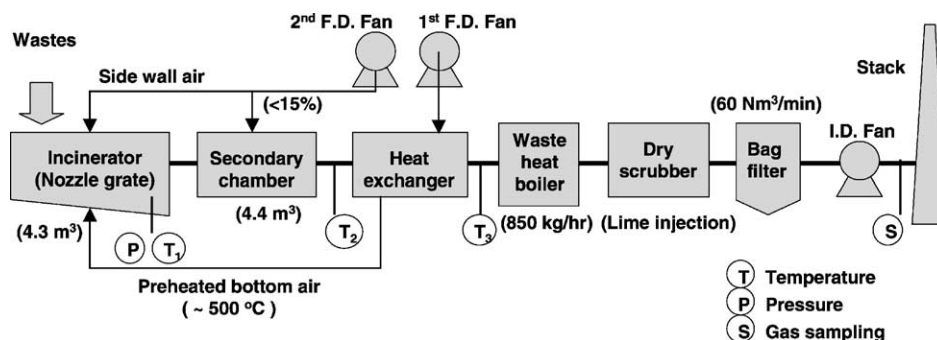 Wastes
2nd F.D. Fan
1st F.D. Fan
Stack
Side wall air
(<15%)
(60 Nm³/min)
I.D. Fan
Incinerator
(Nozzle grate)
Secondary
chamber
Heat
exchanger
Waste
heat
boiler
Dry
scrubber
Bag
filter
(4.3 m³)
(4.4 m³)
(850 kg/hr)
(Lime injection)
P
T₁
T₂
T₃
S
Preheated bottom air
( ~ 500 °C)
T Temperature
P Pressure
S Gas sampling